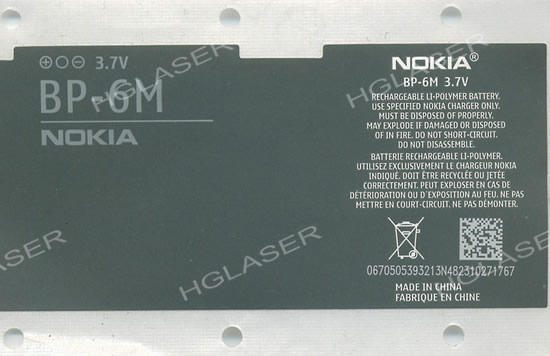 ⊕○⊖ 3.7V
BP-6M
NOKIA
NOKIA®
BP-6M 3.7V
RECHARGEABLE LI-POLYMER BATTERY.
USE SPECIFIED NOKIA CHARGER ONLY.
MUST BE DISPOSED OF PROPERLY.
MAY EXPLODE IF DAMAGED OR DISPOSED
OF IN FIRE. DO NOT SHORT-CIRCUIT.
DO NOT DISASSEMBLE.
BATTERIE RECHARGEABLE LI-POLYMER.
UTILISEZ EXCLUSIVEMENT LE CHARGEUR NOKIA
INDIQUÉ. DOIT ÊTRE RECYCLÉE OU JETÉE
CORRECTEMENT. PEUT EXPLOSER EN CAS DE
DÉTÉRIORATION OU D'EXPOSITION AU FEU. NE PAS
METTRE EN COURT-CIRCUIT. NE PAS DÉMONTER.
0670505393213N482310271767
MADE IN CHINA
FABRIQUE EN CHINE
HGLASER
HGLASER
HGLASER
HGLASER
HGLASER